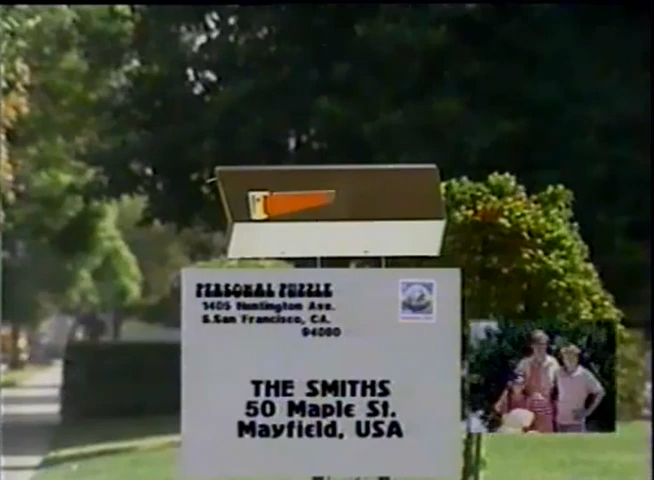 PERSONAL PUZZLE
1405 Huntington Ave.
S.San Francisco, CA.
94080
THE SMITHS
50 Maple St.
Mayfield, USA